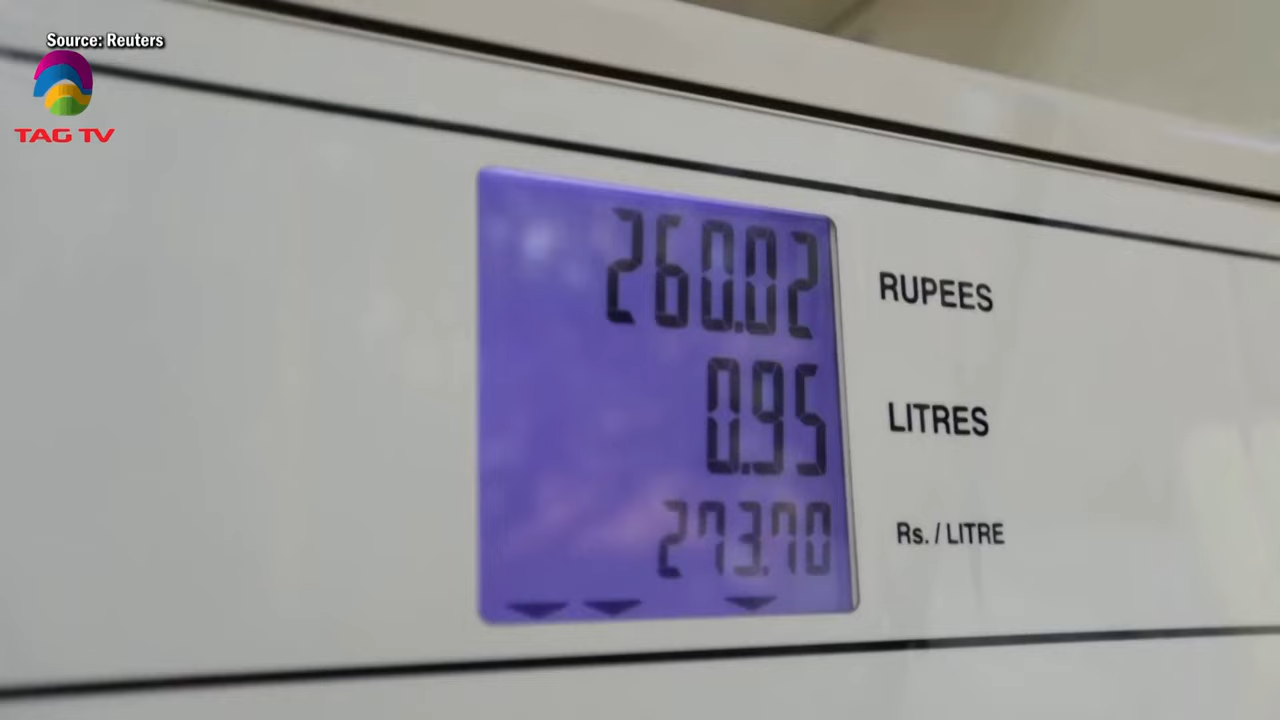 Source: Reuters
TAG TV
260.02 RUPEES
0.95 LITRES
273.70 Rs. / LITRE